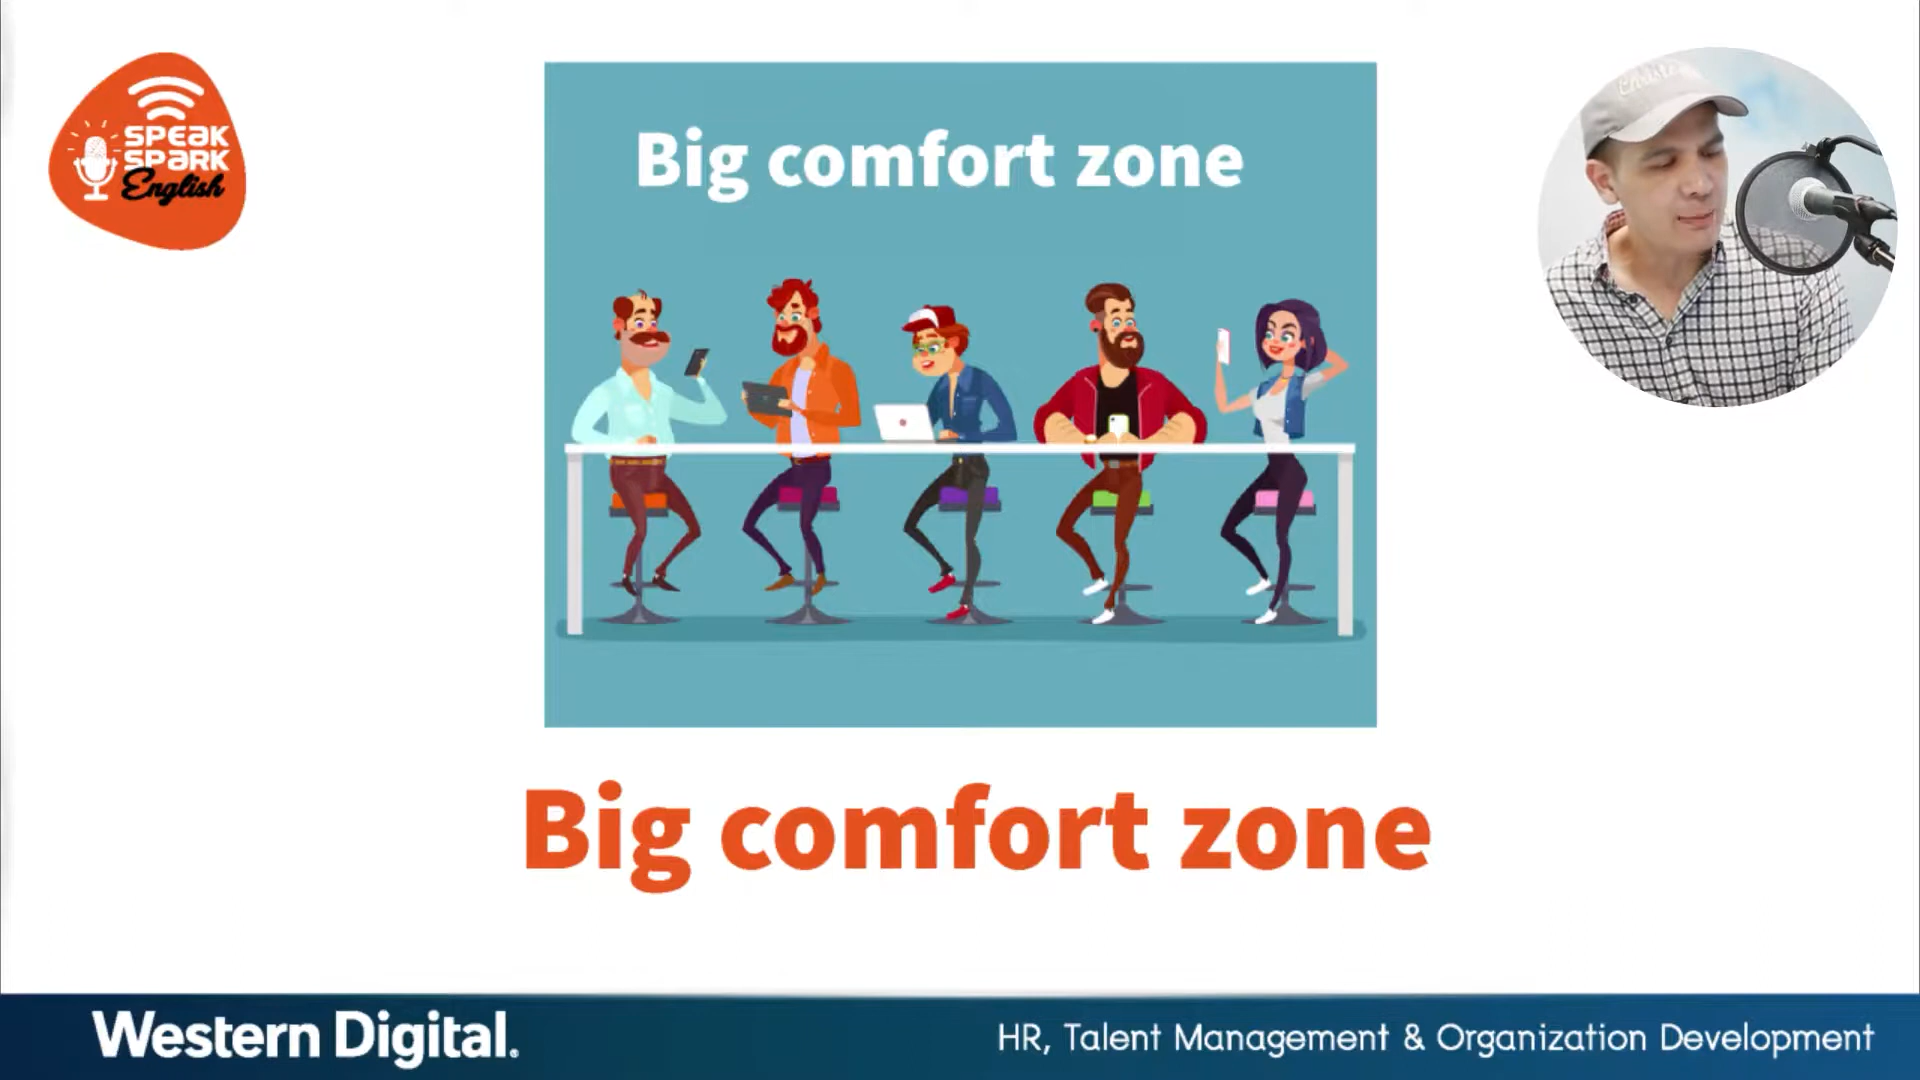 SPEAK
SPARK
English
Big comfort zone
Big comfort zone
Western Digital.
HR, Talent Management & Organization Development